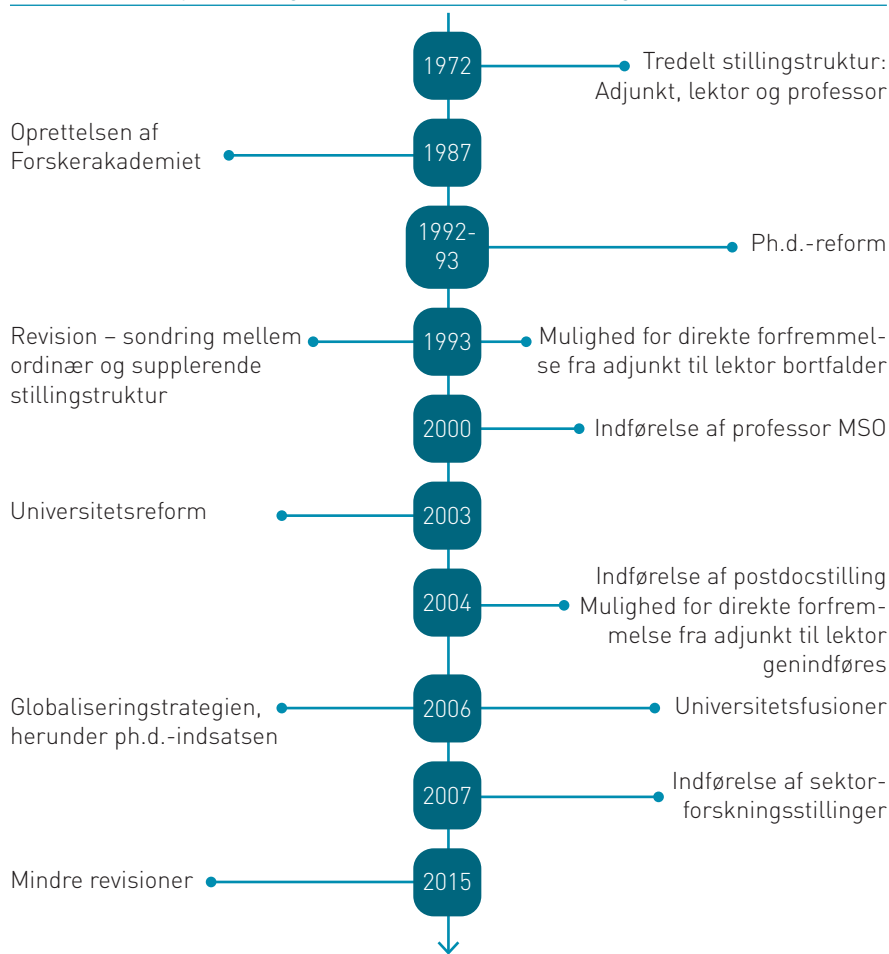 1972
Tredelt stillingstruktur:
Adjunkt, lektor og professor
Oprettelsen af
Forskerakademiet
1987
1992-
93
Ph.d.-reform
Revision – sondring mellem
ordinær og supplerende
stillingstruktur
1993
Mulighed for direkte forfremmel-
se fra adjunkt til lektor bortfalder
2000
Indførelse af professor MSO
Universitetsreform
2003
2004
Indførelse af postdocstilling
Mulighed for direkte forfrem-
melse fra adjunkt til lektor
genindføres
Globaliseringstrategien,
herunder ph.d.-indsatsen
2006
Universitetsfusioner
2007
Indførelse af sektor-
forskningsstillinger
Mindre revisioner
2015